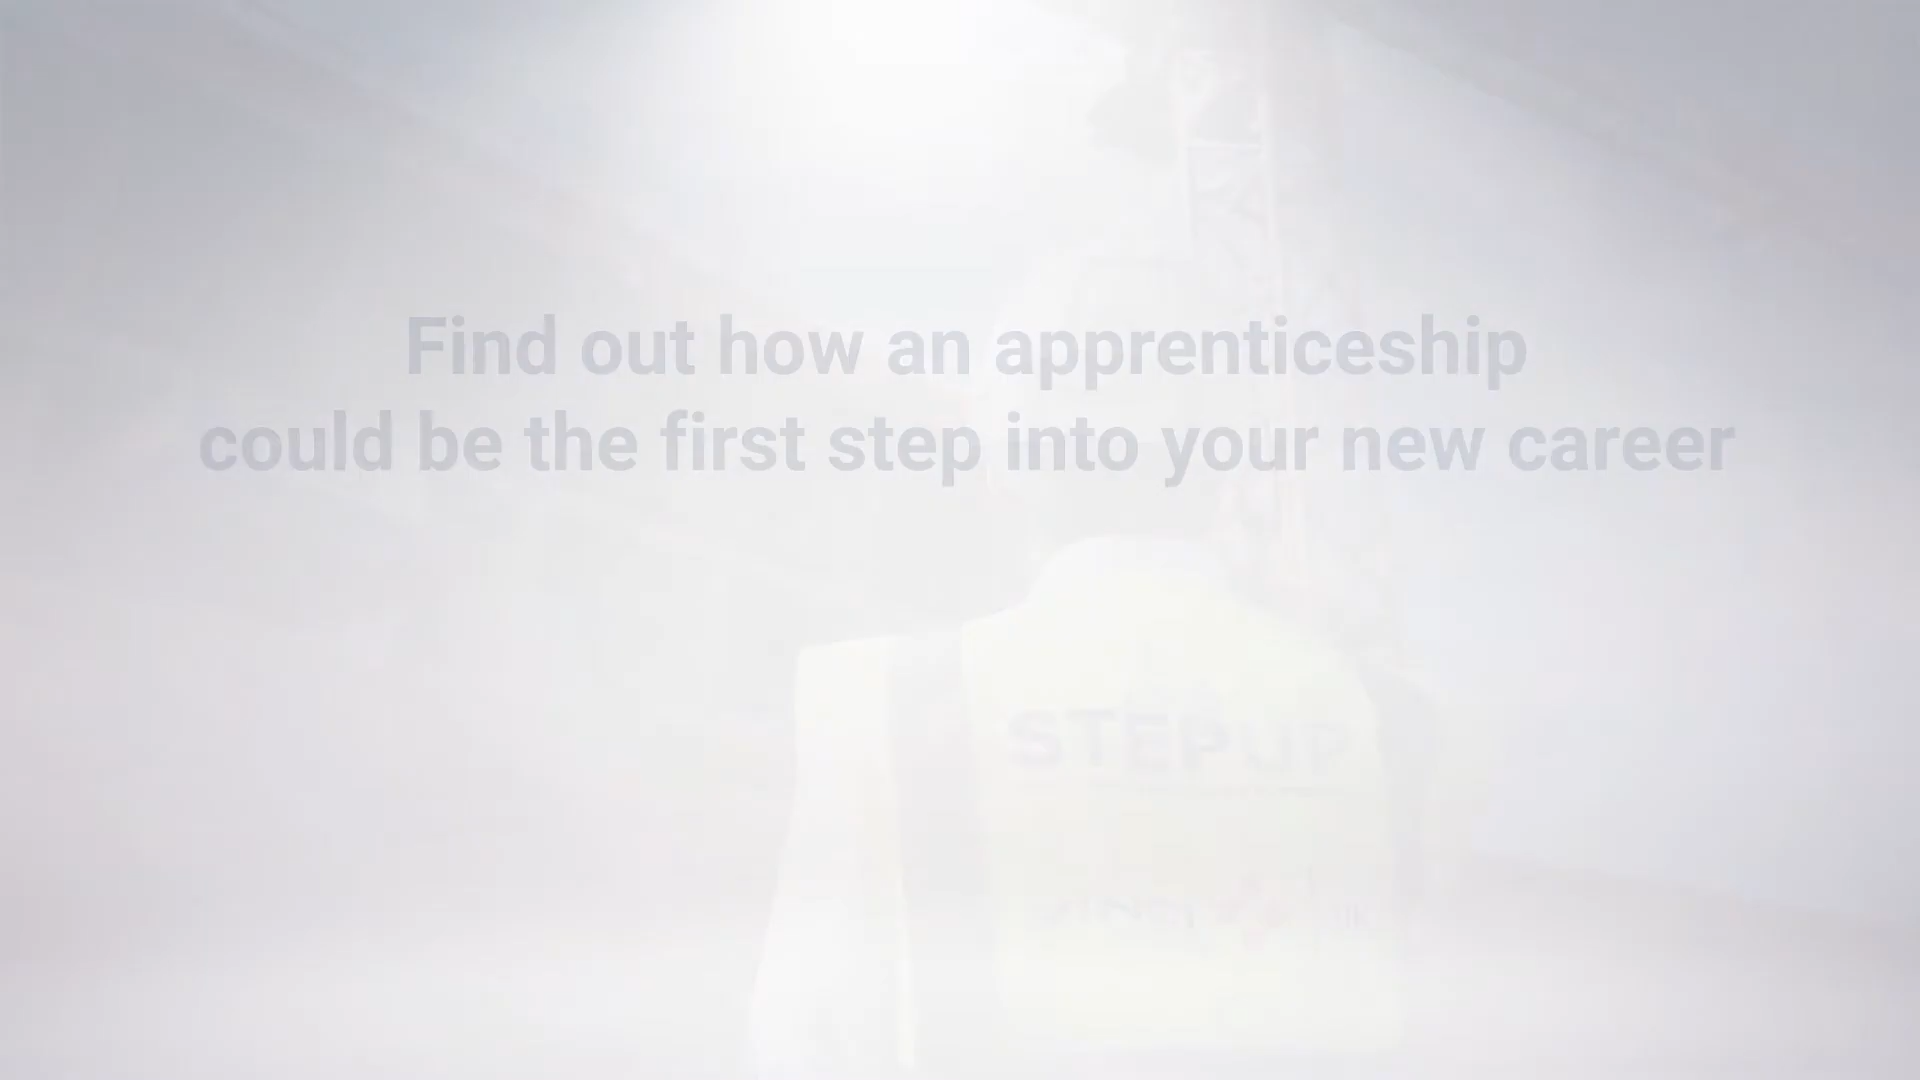 Find out how an apprenticeship
could be the first step into your new career
STEPUP